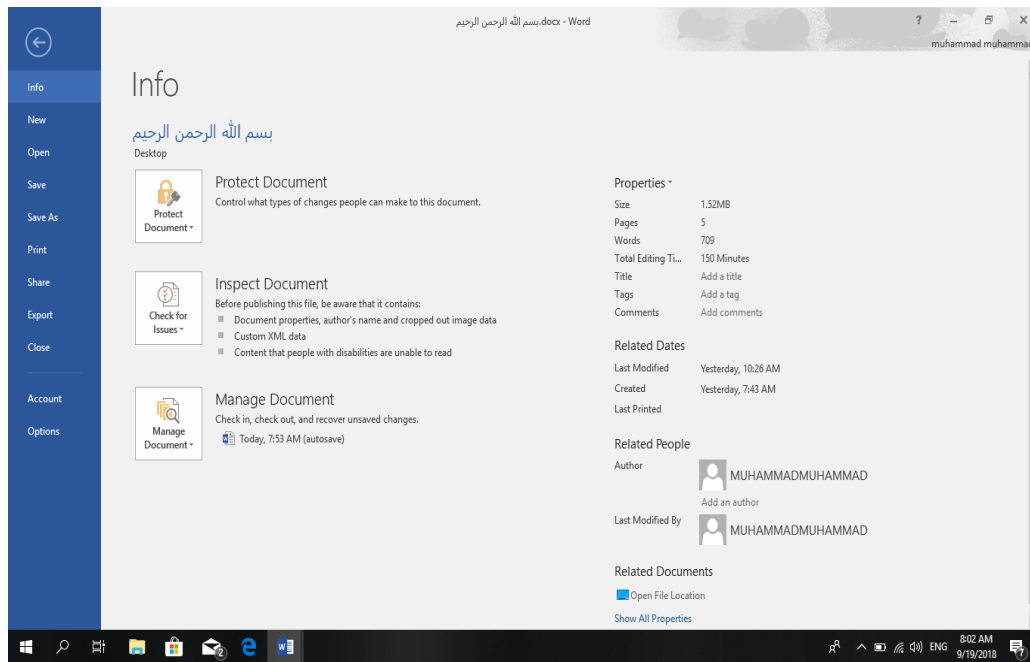 بسم الله الرحمن الرحيم.docx - Word
?
muhammad muhammad
Info
New
Open
Save
Save As
Print
Share
Export
Close
Account
Options
Info
بسم الله الرحمن الرحيم
Desktop
Protect Document
Protect Document
Control what types of changes people can make to this document.
Check for Issues
Inspect Document
Before publishing this file, be aware that it contains:
Document properties, author's name and cropped out image data
Custom XML data
Content that people with disabilities are unable to read
Manage Document
Manage Document
Check in, check out, and recover unsaved changes.
Today, 7:53 AM (autosave)
Properties
Size 1.52MB
Pages 5
Words 709
Total Editing Ti... 150 Minutes
Title Add a title
Tags Add a tag
Comments Add comments
Related Dates
Last Modified Yesterday, 10:26 AM
Created Yesterday, 7:43 AM
Last Printed
Related People
Author MUHAMMADMUHAMMAD
Add an author
Last Modified By MUHAMMADMUHAMMAD
Related Documents
Open File Location
Show All Properties
2
ENG
8:02 AM
9/19/2018
7